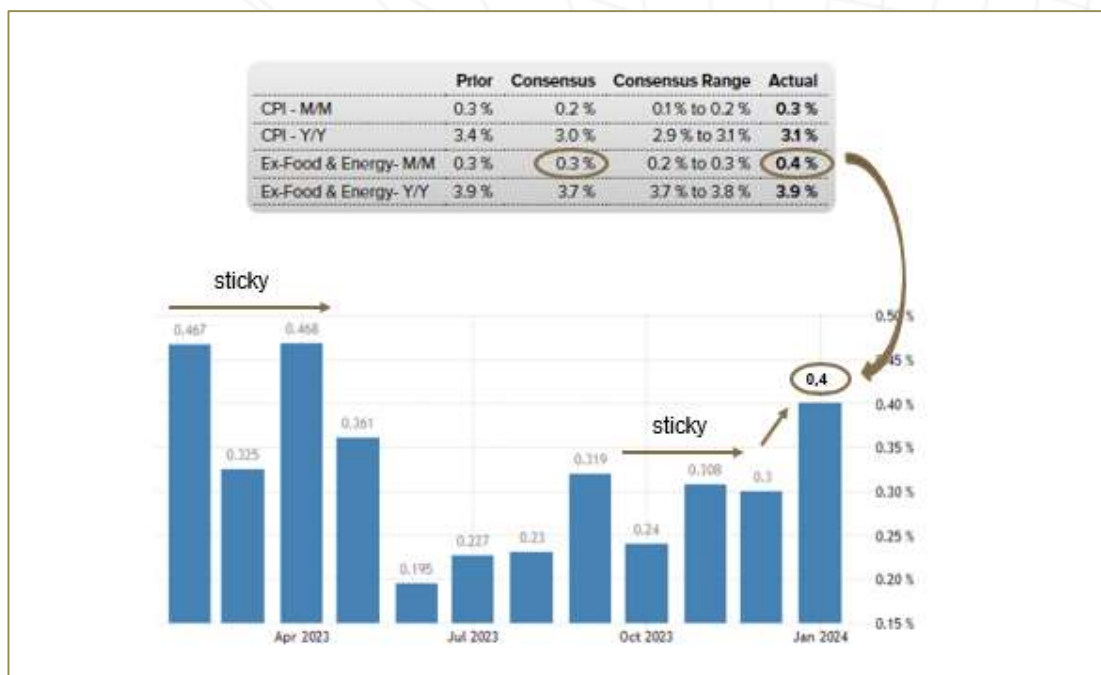 Prior Consensus Consensus Range Actual
CPI - M/M 0.3 % 0.2 % 0.1 % to 0.2 % 0.3 %
CPI - Y/Y 3.4 % 3.0 % 2.9 % to 3.1 % 3.1 %
Ex-Food & Energy- M/M 0.3 % 0.3 % 0.2 % to 0.3 % 0.4 %
Ex-Food & Energy- Y/Y 3.9 % 3.7 % 3.7 % to 3.8 % 3.9 %
sticky
0.467
0.325
0.468
0.361
0.195
0.227
0.23
0.319
0.24
sticky
0.308
0.3
0,4
0.50 %
0.45 %
0.40 %
0.35 %
0.30 %
0.25 %
0.20 %
0.15 %
Apr 2023 Jul 2023 Oct 2023 Jan 2024